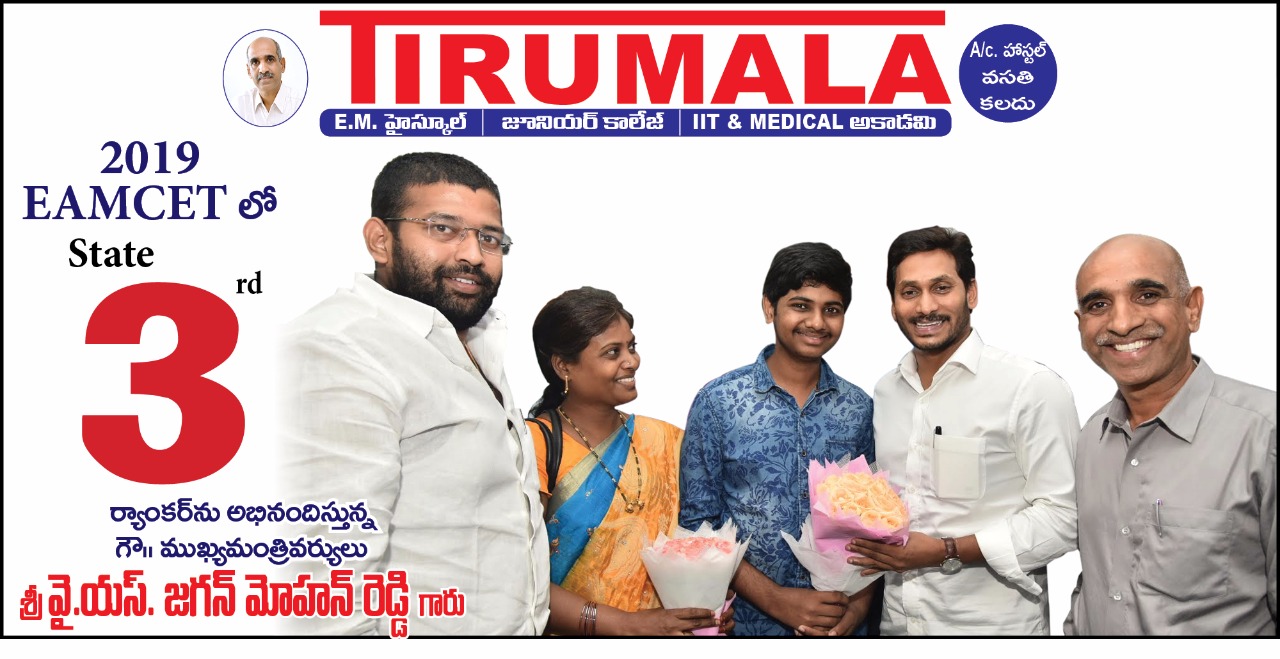 TIRUMALA
E.M. హైస్కూల్ | జూనియర్ కాలేజ్ | IIT & MEDICAL అకాడమి
A/c. హాస్టల్
వసతి
కలదు
2019
EAMCET లో
State
3rd
ర్యాంకర్‌ను అభినందిస్తున్న
గౌ|| ముఖ్యమంత్రివర్యులు
శ్రీ వై.యస్. జగన్ మోహన్ రెడ్డి గారు